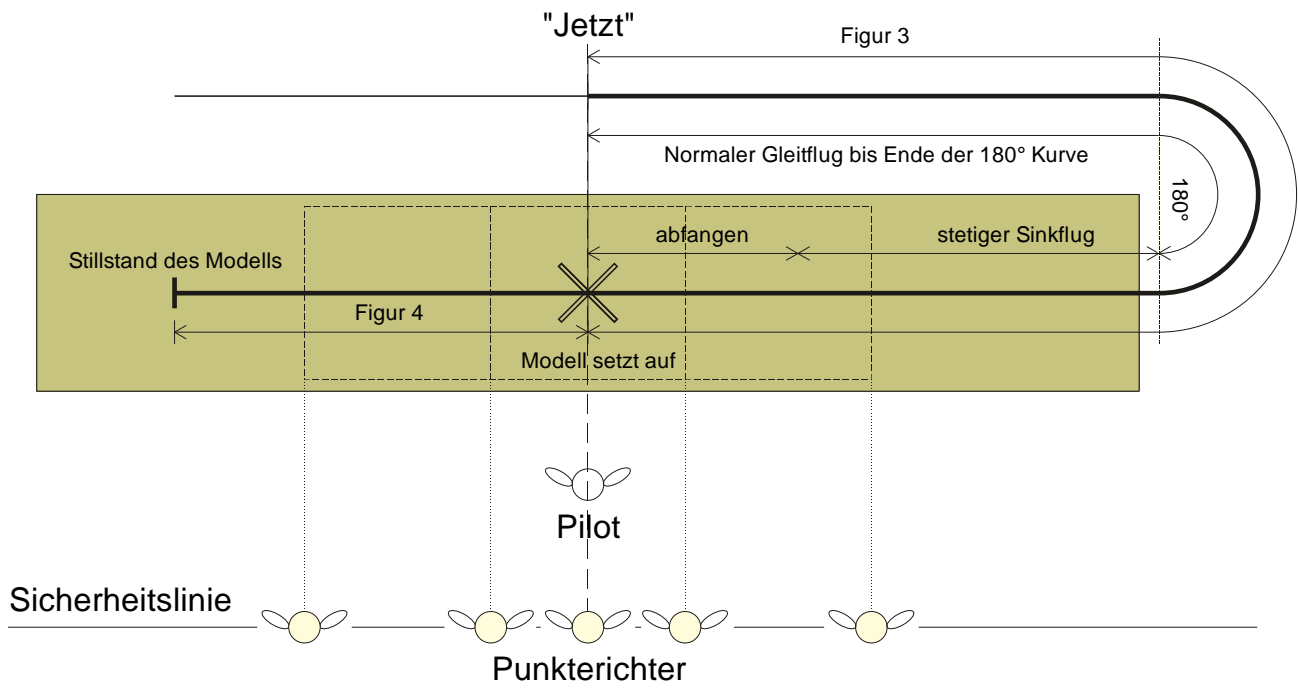 "Jetzt"
Figur 3
Normaler Gleitflug bis Ende der 180° Kurve
180°
abfangen
stetiger Sinkflug
Stillstand des Modells
Figur 4
Modell setzt auf
Pilot
Sicherheitslinie
Punkterichter